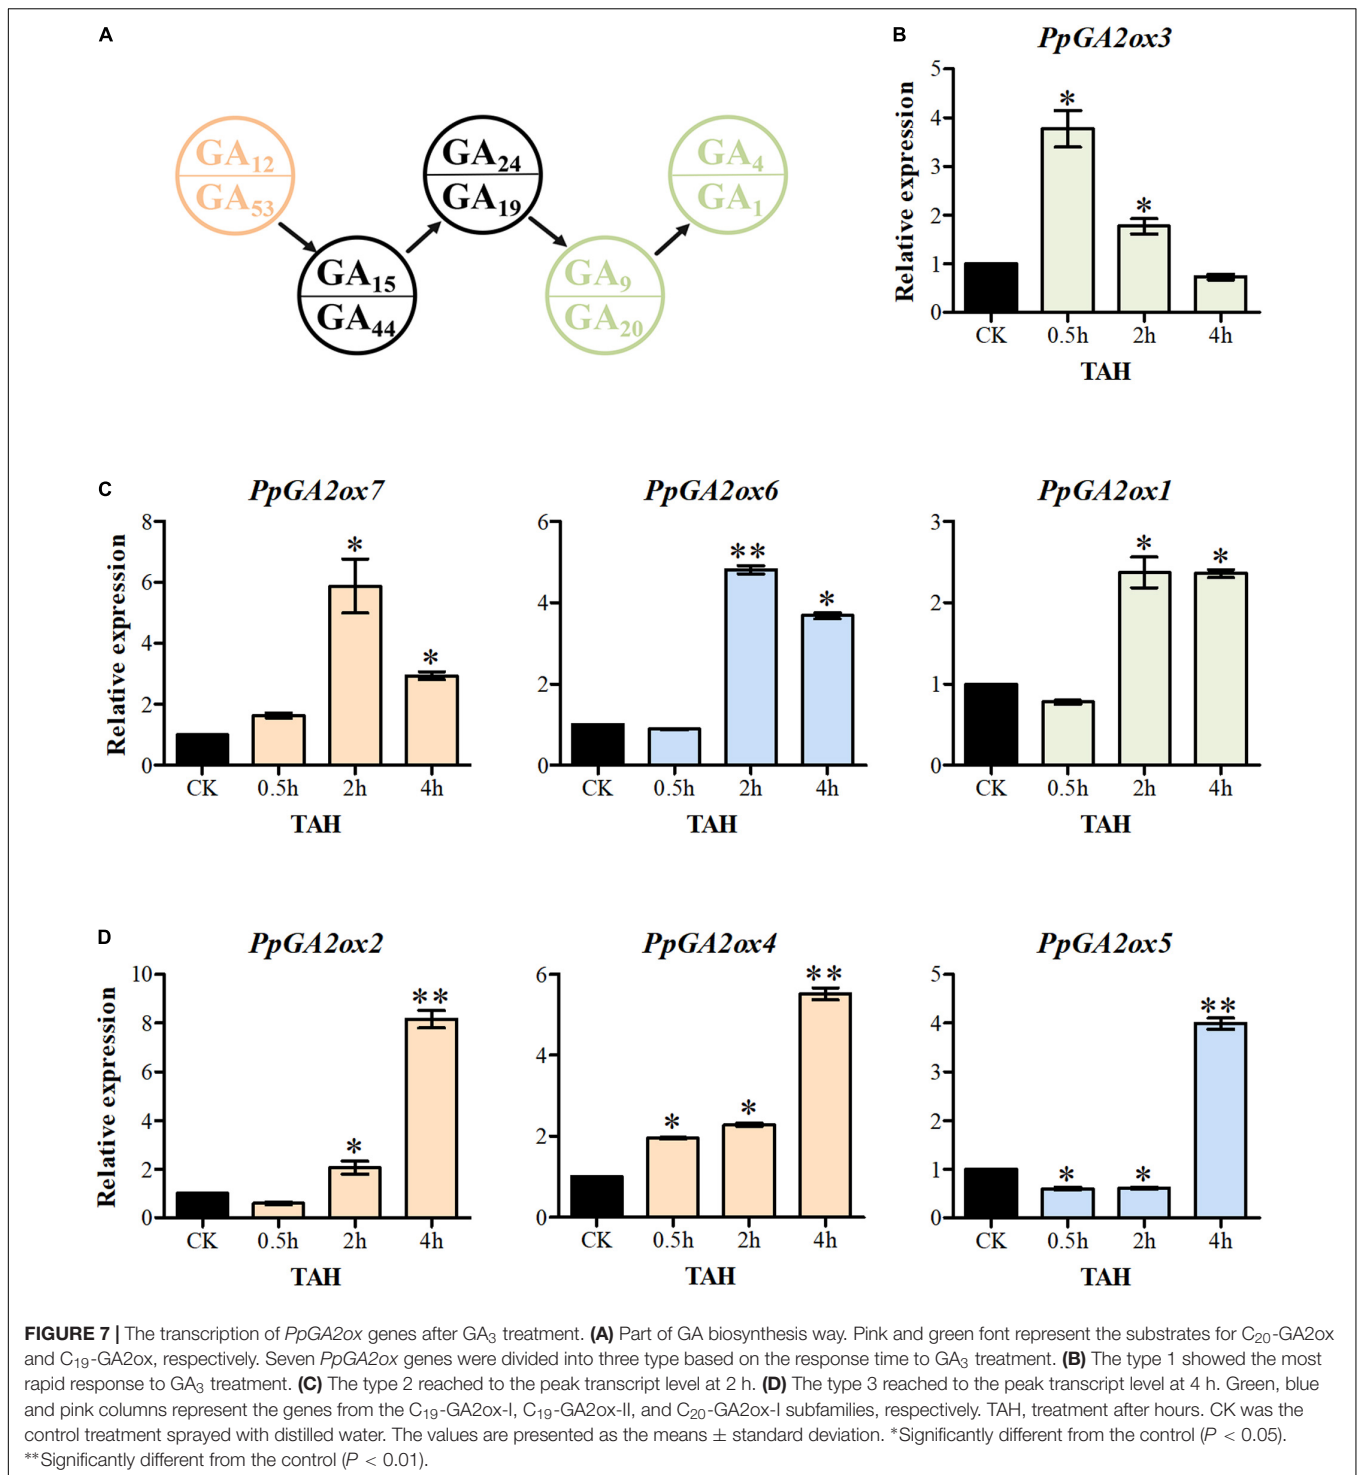 A
GA12
GA53
GA15
GA44
GA24
GA19
GA9
GA20
GA4
GA1
B
PpGA2ox3
Relative expression
5
4
3
2
1
0
CK 0.5h 2h 4h
* *
TAH
C
PpGA2ox7
Relative expression
8
6
4
2
0
* *
CK 0.5h 2h 4h
TAH
PpGA2ox6
6
4
2
0
** *
CK 0.5h 2h 4h
TAH
PpGA2ox1
3
2
1
0
* *
CK 0.5h 2h 4h
TAH
D
PpGA2ox2
Relative expression
10
8
6
4
2
0
* **
CK 0.5h 2h 4h
TAH
PpGA2ox4
6
4
2
0
* * **
CK 0.5h 2h 4h
TAH
PpGA2ox5
5
4
3
2
1
0
* * **
CK 0.5h 2h 4h
TAH
FIGURE 7 | The transcription of PpGA2ox genes after GA3 treatment. (A) Part of GA biosynthesis way. Pink and green font represent the substrates for C20-GA2ox
and C19-GA2ox, respectively. Seven PpGA2ox genes were divided into three type based on the response time to GA3 treatment. (B) The type 1 showed the most
rapid response to GA3 treatment. (C) The type 2 reached to the peak transcript level at 2 h. (D) The type 3 reached to the peak transcript level at 4 h. Green, blue
and pink columns represent the genes from the C19-GA2ox-I, C19-GA2ox-II, and C20-GA2ox-I subfamilies, respectively. TAH, treatment after hours. CK was the
control treatment sprayed with distilled water. The values are presented as the means ± standard deviation. *Significantly different from the control (P < 0.05).
**Significantly different from the control (P < 0.01).